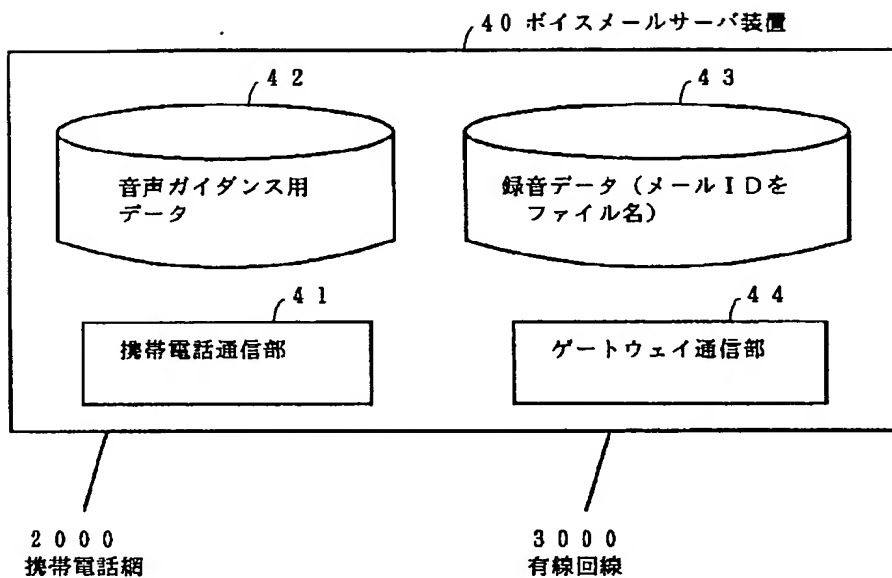 40 ボイスメールサーバ装置
42
43
音声ガイダンス用
データ
録音データ(メールIDを
ファイル名)
41
44
携帯電話通信部
ゲートウェイ通信部
2000
携帯電話網
3000
有線回線